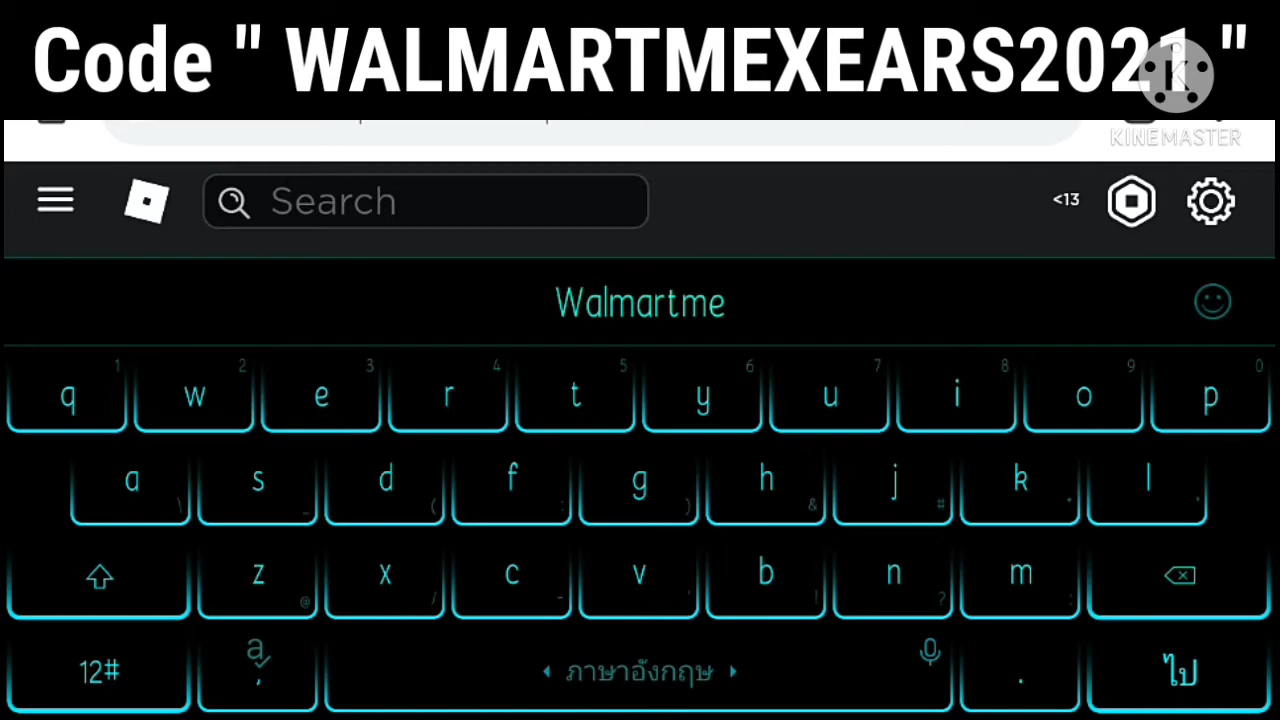 Code " WALMARTMEXEARS2021 "
KINEMASTER
Search
<13
Walmartme
1 2 3 4 5 6 7 8 9 0
q w e r t y u i o p
a s d f g h j k l
\ _ ( : ) & #
z x c v b n m
@ / - ' ! ? ;
12# a , ภาษาอังกฤษ . ไป